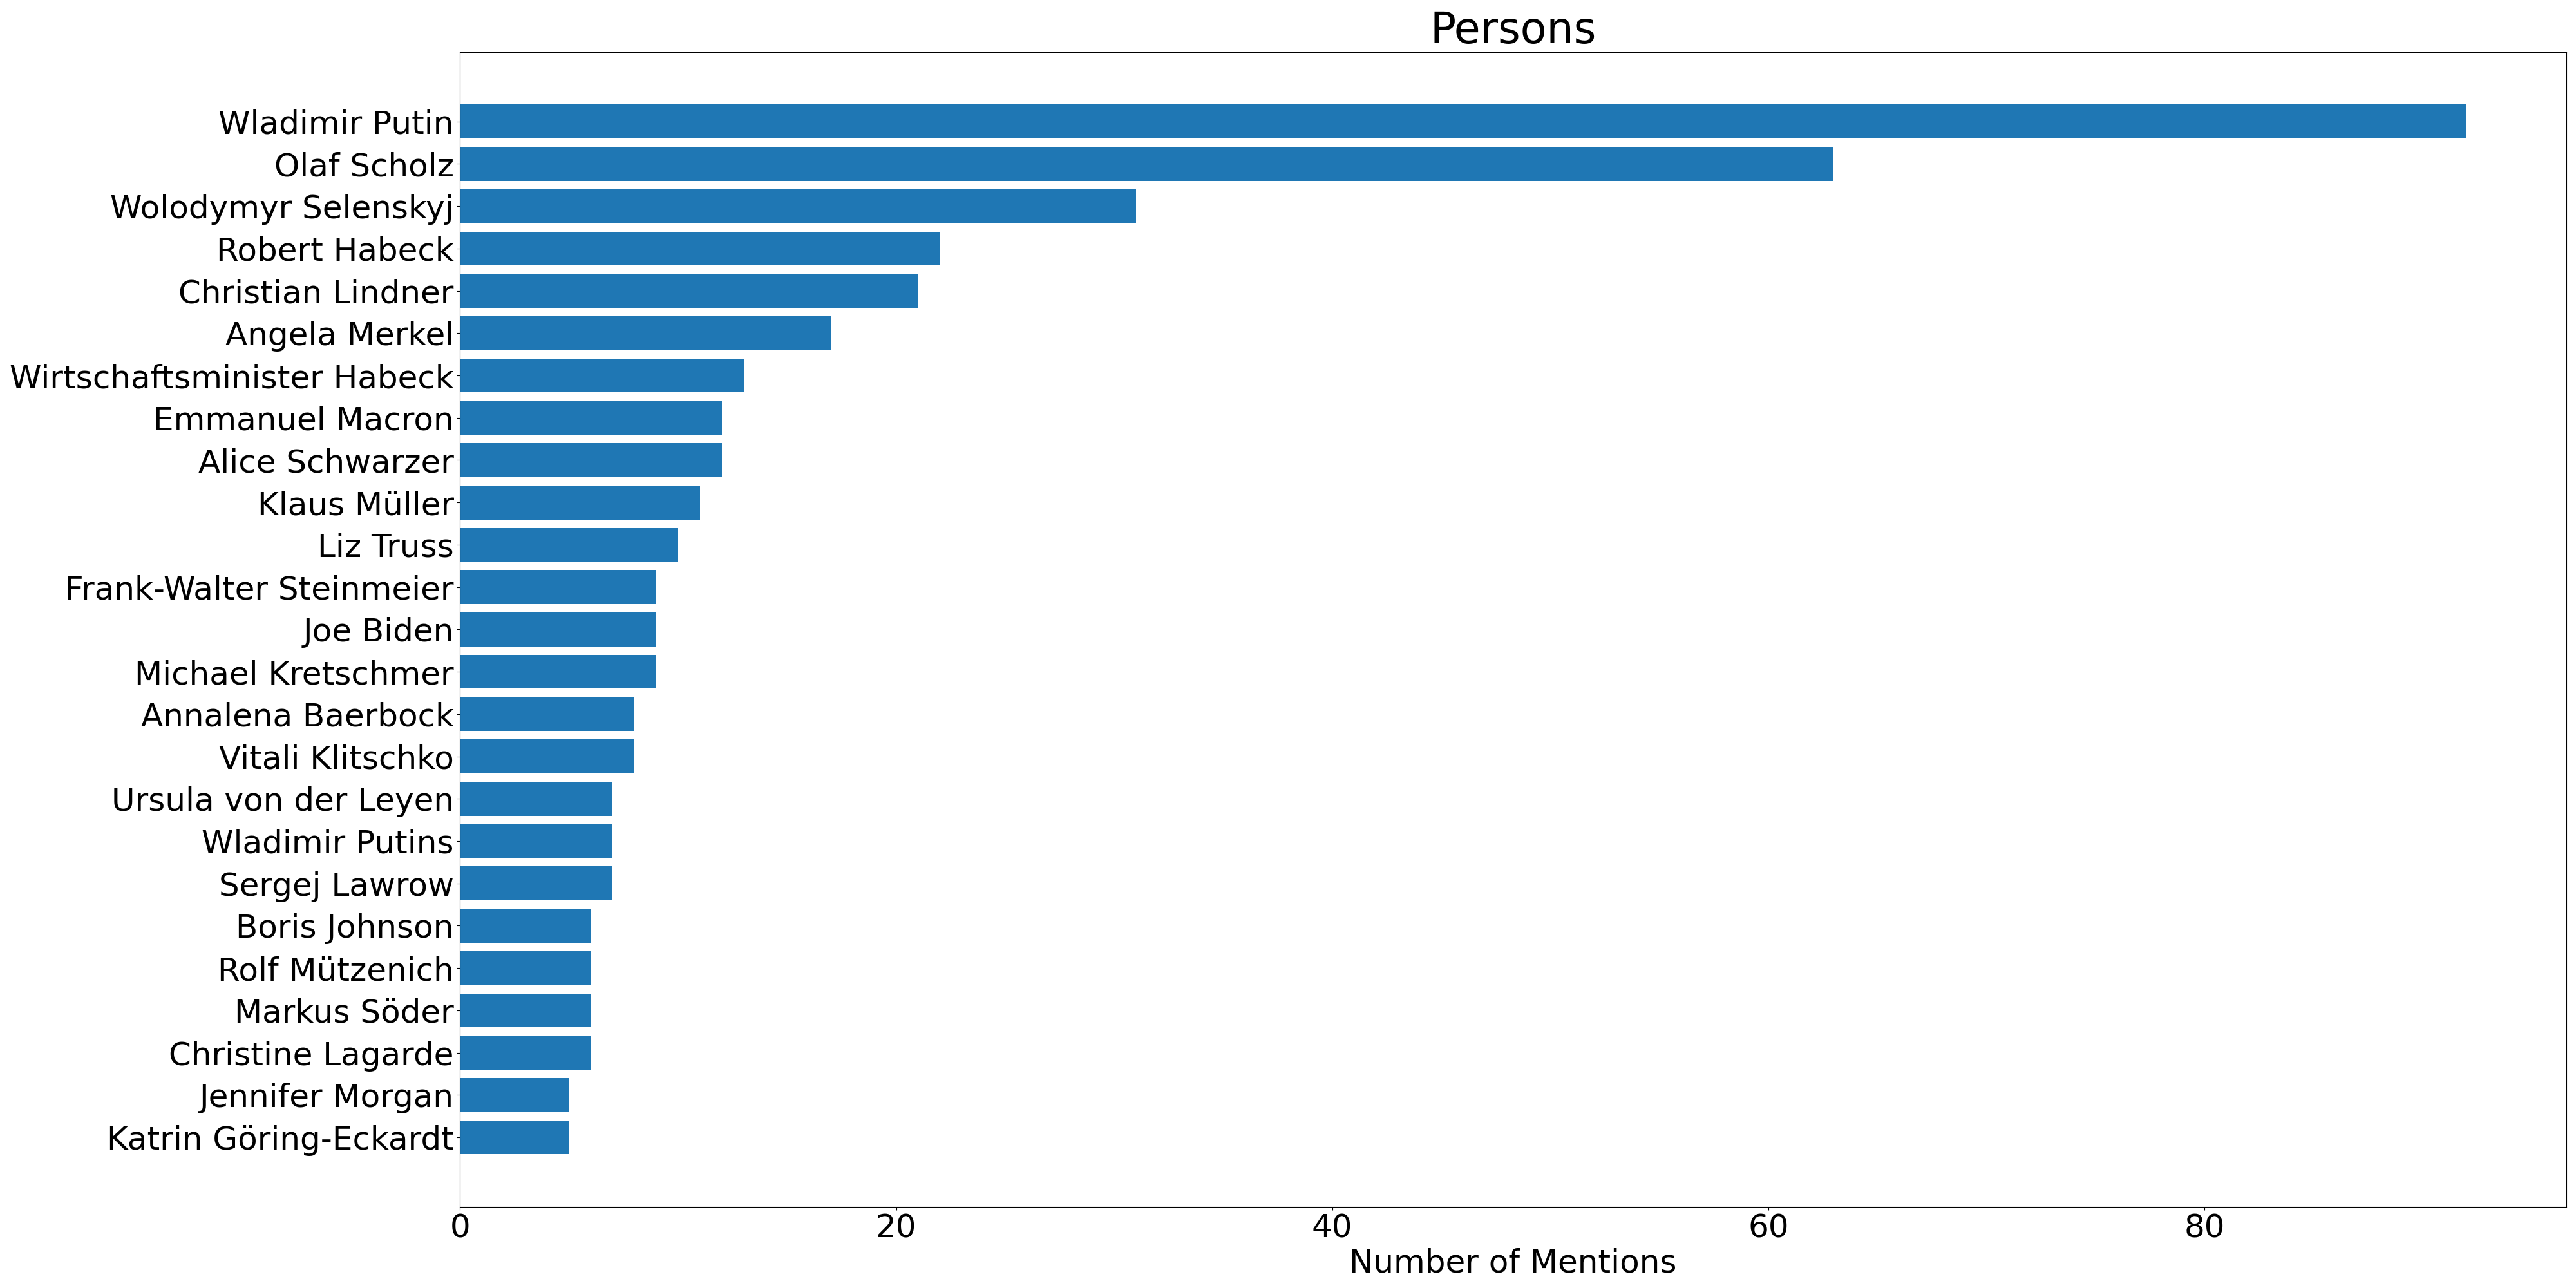 Persons
Wladimir Putin
Olaf Scholz
Wolodymyr Selenskyj
Robert Habeck
Christian Lindner
Angela Merkel
Wirtschaftsminister Habeck
Emmanuel Macron
Alice Schwarzer
Klaus Müller
Liz Truss
Frank-Walter Steinmeier
Joe Biden
Michael Kretschmer
Annalena Baerbock
Vitali Klitschko
Ursula von der Leyen
Wladimir Putins
Sergej Lawrow
Boris Johnson
Rolf Mützenich
Markus Söder
Christine Lagarde
Jennifer Morgan
Katrin Göring-Eckardt
0 20 40 60 80
Number of Mentions